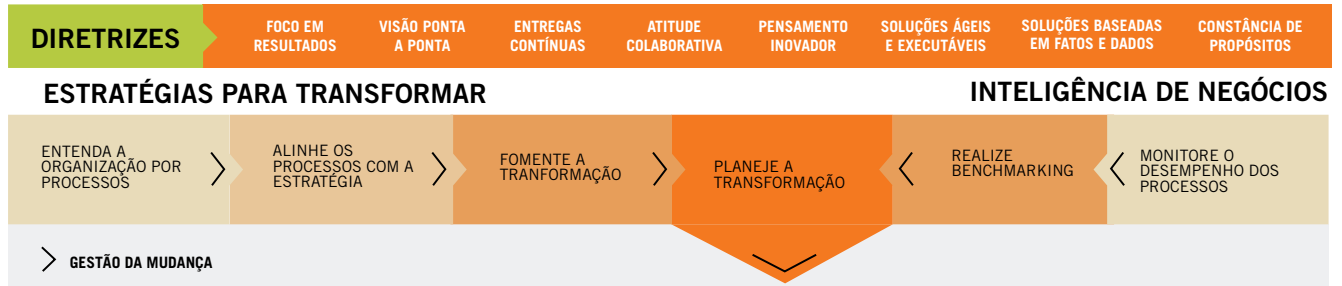 DIRETRIZES
FOCO EM
RESULTADOS
VISÃO PONTA
A PONTA
ENTREGAS
CONTÍNUAS
ATITUDE
COLABORATIVA
PENSAMENTO
INOVADOR
SOLUÇÕES ÁGEIS
E EXECUTÁVEIS
SOLUÇÕES BASEADAS
EM FATOS E DADOS
CONSTÂNCIA DE
PROPÓSITOS
ESTRATÉGIAS PARA TRANSFORMAR
INTELIGÊNCIA DE NEGÓCIOS
ENTENDA A
ORGANIZAÇÃO POR
PROCESSOS
ALINHE OS
PROCESSOS COM A
ESTRATÉGIA
FOMENTE A
TRANFORMAÇÃO
PLANEJE A
TRANSFORMAÇÃO
REALIZE
BENCHMARKING
MONITORE O
DESEMPENHO DOS
PROCESSOS
GESTÃO DA MUDANÇA